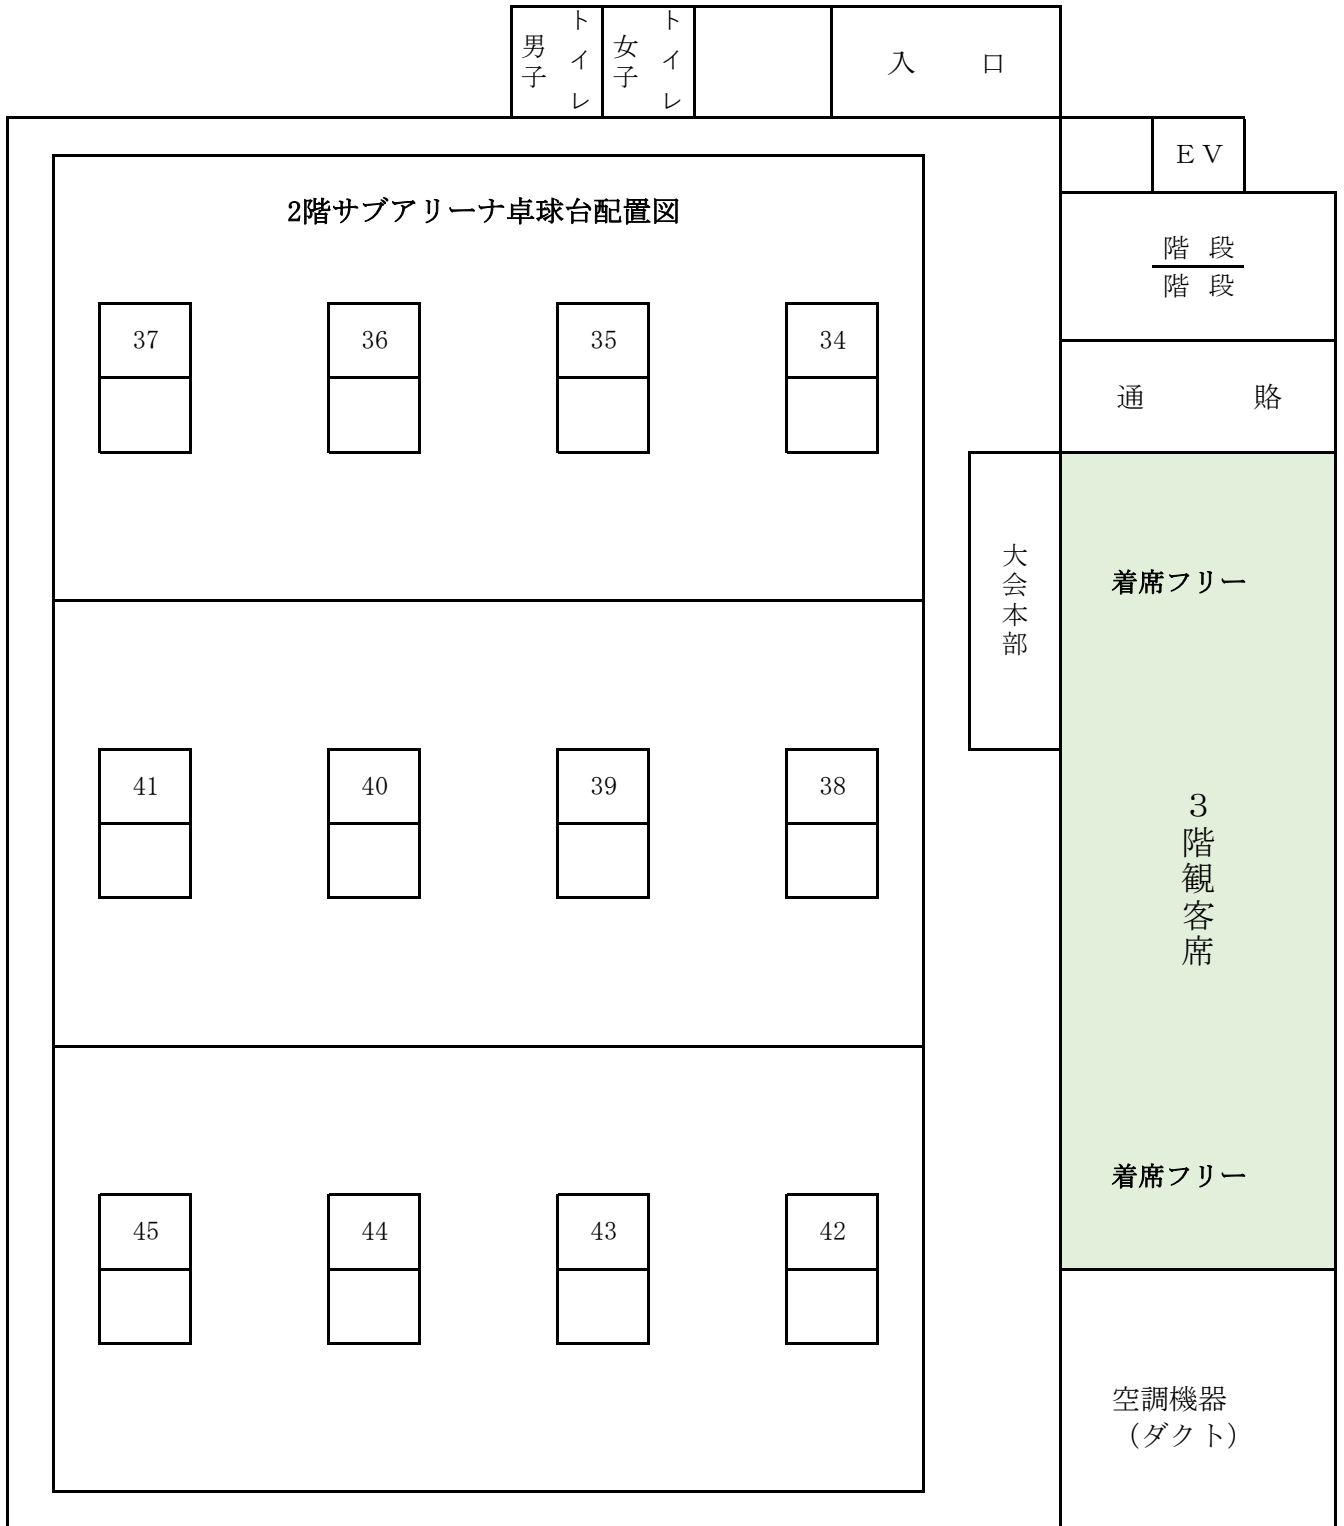 男子
トイレ
女子
トイレ
入 口
ＥＶ
2階サブアリーナ卓球台配置図
階 段
階 段
37
36
35
34
通 賂
大会本部
着席フリー
41
40
39
38
３階観客席
着席フリー
45
44
43
42
空調機器
（ダクト）